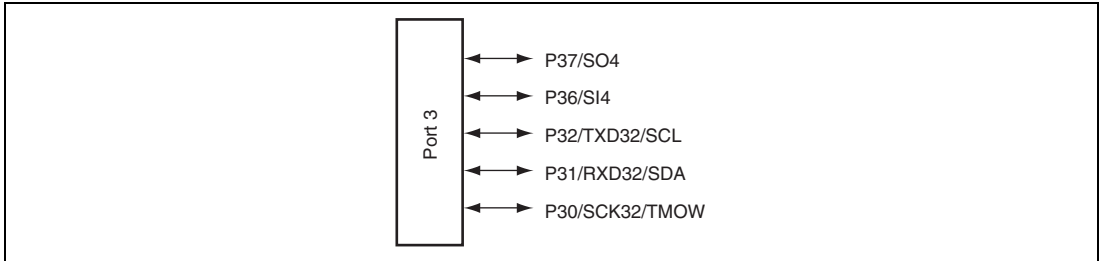 Port 3
P37/SO4
P36/SI4
P32/TXD32/SCL
P31/RXD32/SDA
P30/SCK32/TMOW